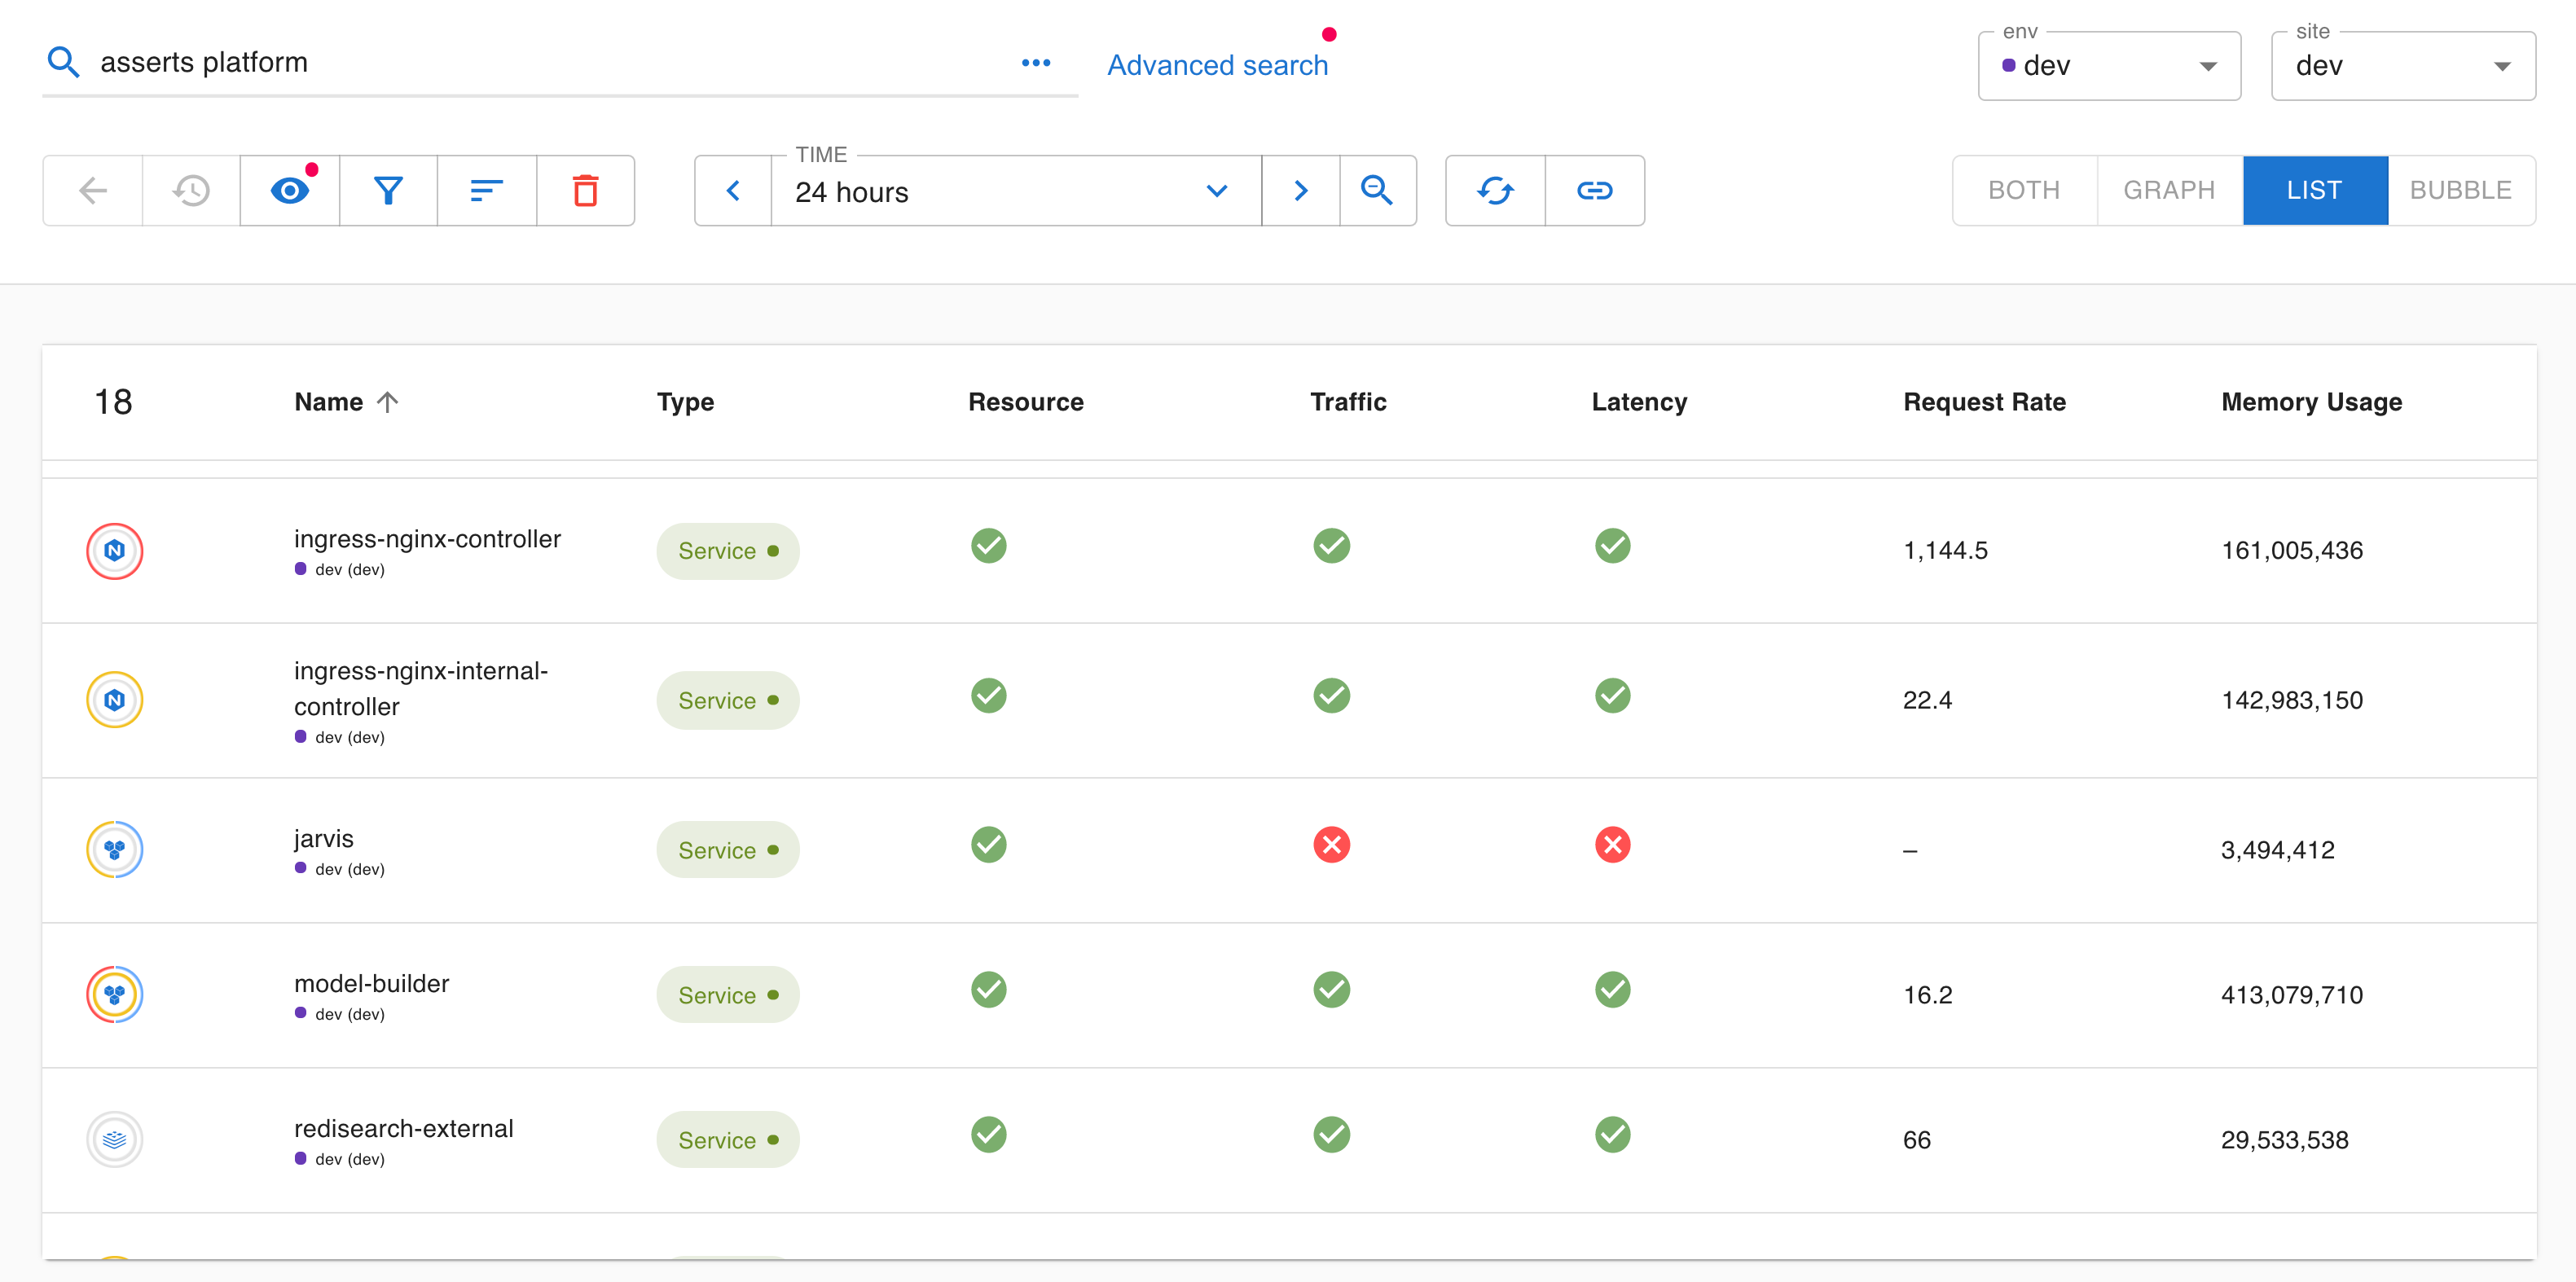 asserts platform
Advanced search
env
dev
site
dev
TIME
24 hours
BOTH
GRAPH
LIST
BUBBLE
18
Name
Type
Resource
Traffic
Latency
Request Rate
Memory Usage
N
ingress-nginx-controller
dev (dev)
Service
1,144.5
161,005,436
N
ingress-nginx-internal-
controller
dev (dev)
Service
22.4
142,983,150
jarvis
dev (dev)
Service
–
3,494,412
model-builder
dev (dev)
Service
16.2
413,079,710
redisearch-external
dev (dev)
Service
66
29,533,538